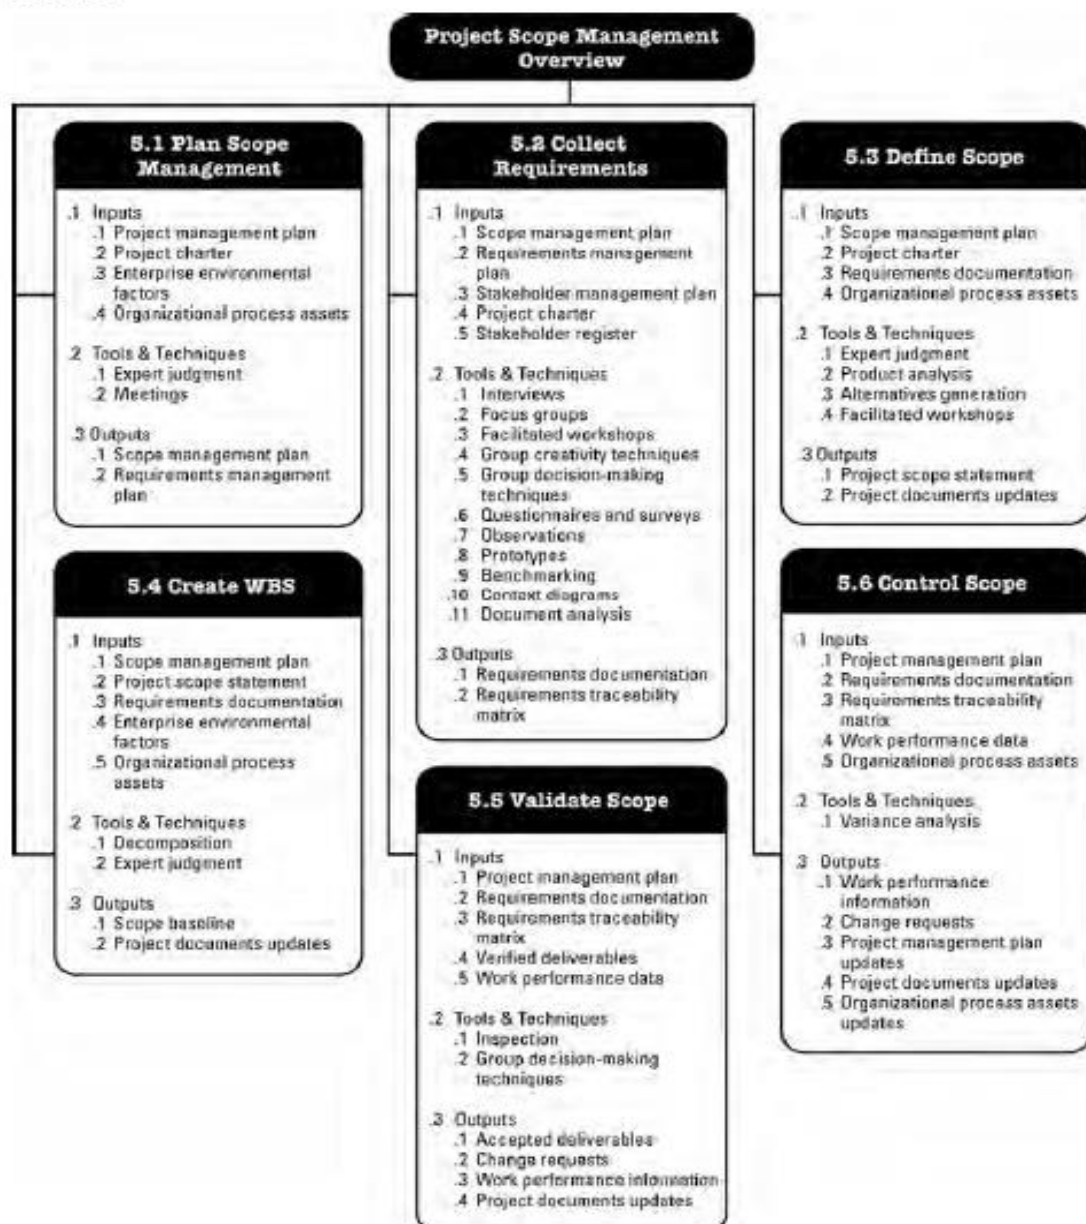 Project Scope Management
Overview
5.1 Plan Scope
Management
.1 Inputs
.1 Project management plan
.2 Project charter
.3 Enterprise environmental
factors
.4 Organizational process assets
.2 Tools & Techniques
.1 Expert judgment
.2 Meetings
.3 Outputs
.1 Scope management plan
.2 Requirements management
plan
5.2 Collect
Requirements
.1 Inputs
.1 Scope management plan
.2 Requirements management
plan
.3 Stakeholder management plan
.4 Project charter
.5 Stakeholder register
.2 Tools & Techniques
.1 Interviews
.2 Focus groups
.3 Facilitated workshops
.4 Group creativity techniques
.5 Group decision-making
techniques
.6 Questionnaires and surveys
.7 Observations
.8 Prototypes
.9 Benchmarking
.10 Context diagrams
.11 Document analysis
.3 Outputs
.1 Requirements documentation
.2 Requirements traceability
matrix
5.3 Define Scope
.1 Inputs
.1 Scope management plan
.2 Project charter
.3 Requirements documentation
.4 Organizational process assets
.2 Tools & Techniques
.1 Expert judgment
.2 Product analysis
.3 Alternatives generation
.4 Facilitated workshops
.3 Outputs
.1 Project scope statement
.2 Project documents updates
5.4 Create WBS
.1 Inputs
.1 Scope management plan
.2 Project scope statement
.3 Requirements documentation
.4 Enterprise environmental
factors
.5 Organizational process
assets
.2 Tools & Techniques
.1 Decomposition
.2 Expert judgment
.3 Outputs
.1 Scope baseline
.2 Project documents updates
5.5 Validate Scope
.1 Inputs
.1 Project management plan
.2 Requirements documentation
.3 Requirements traceability
matrix
.4 Verified deliverables
.5 Work performance data
.2 Tools & Techniques
.1 Inspection
.2 Group decision-making
techniques
.3 Outputs
.1 Accepted deliverables
.2 Change requests
.3 Work performance information
.4 Project documents updates
5.6 Control Scope
.1 Inputs
.1 Project management plan
.2 Requirements documentation
.3 Requirements traceability
matrix
.4 Work performance data
.5 Organizational process assets
.2 Tools & Techniques
.1 Variance analysis
.3 Outputs
.1 Work performance
information
.2 Change requests
.3 Project management plan
updates
.4 Project documents updates
.5 Organizational process assets
updates